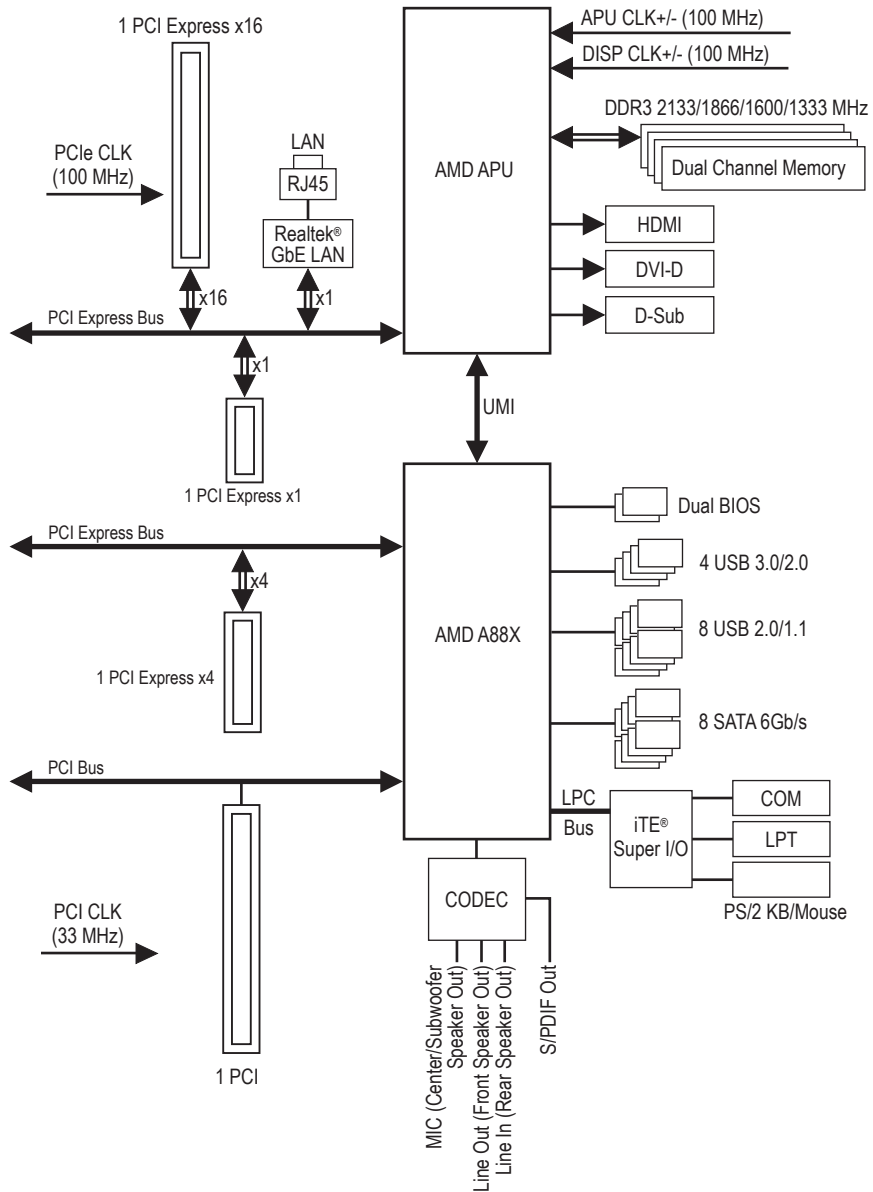 1 PCI Express x16
APU CLK+/- (100 MHz)
DISP CLK+/- (100 MHz)
DDR3 2133/1866/1600/1333 MHz
Dual Channel Memory
PCIe CLK
(100 MHz)
LAN
RJ45
Realtek®
GbE LAN
AMD APU
HDMI
DVI-D
D-Sub
x16
x1
PCI Express Bus
x1
1 PCI Express x1
UMI
PCI Express Bus
x4
1 PCI Express x4
AMD A88X
Dual BIOS
4 USB 3.0/2.0
8 USB 2.0/1.1
8 SATA 6Gb/s
PCI Bus
LPC
Bus
iTE®
Super I/O
COM
LPT
PS/2 KB/Mouse
CODEC
PCI CLK
(33 MHz)
1 PCI
MIC (Center/Subwoofer
Speaker Out)
Line Out (Front Speaker Out)
Line In (Rear Speaker Out)
S/PDIF Out